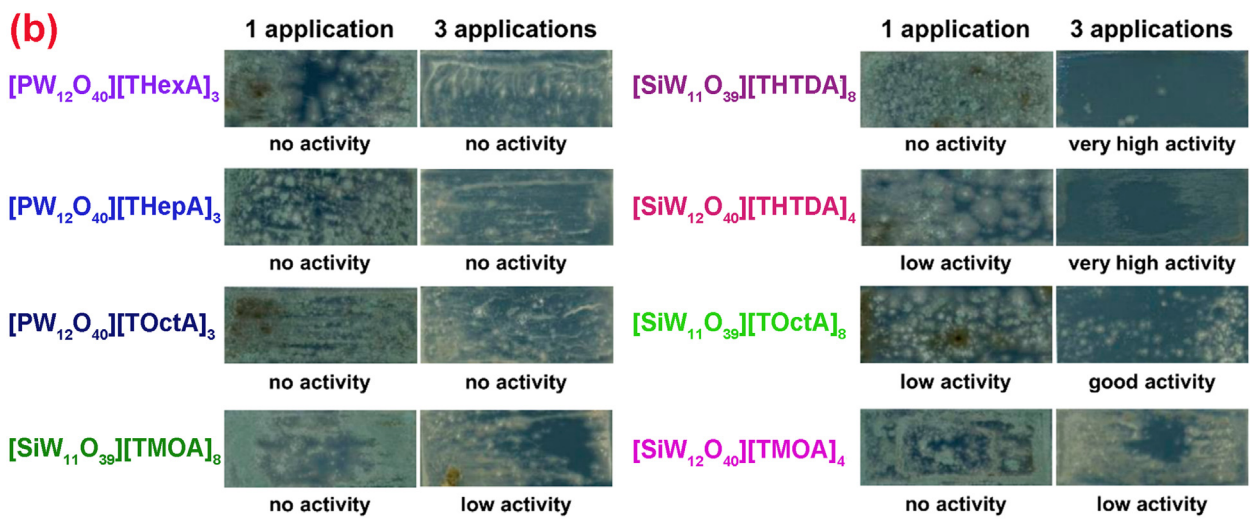 (b)
1 application 3 applications
[PW12O40][THexA]3
no activity no activity
[PW12O40][THepA]3
no activity no activity
[PW12O40][TOctA]3
no activity no activity
[SiW11O39][TMOA]8
no activity low activity
1 application 3 applications
[SiW11O39][THTDA]8
no activity very high activity
[SiW12O40][THTDA]4
low activity very high activity
[SiW11O39][TOctA]8
low activity good activity
[SiW12O40][TMOA]4
no activity low activity